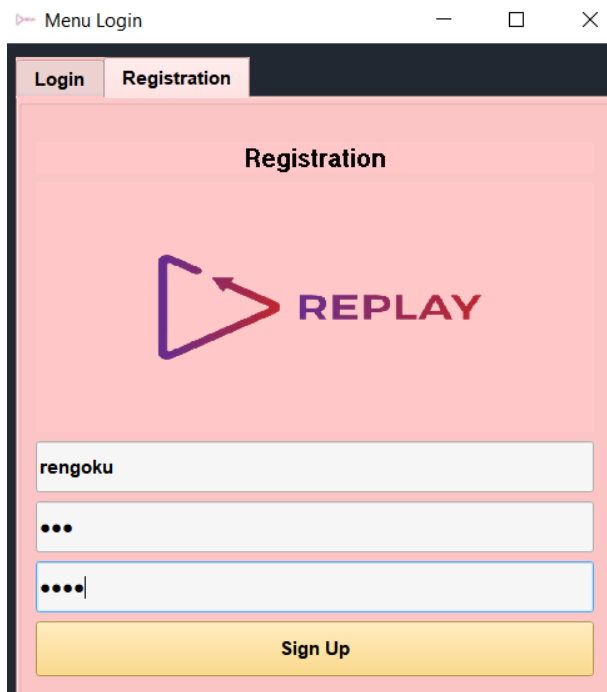 Menu Login
Login Registration
Registration
REPLAY
rengoku
•••
••••
Sign Up